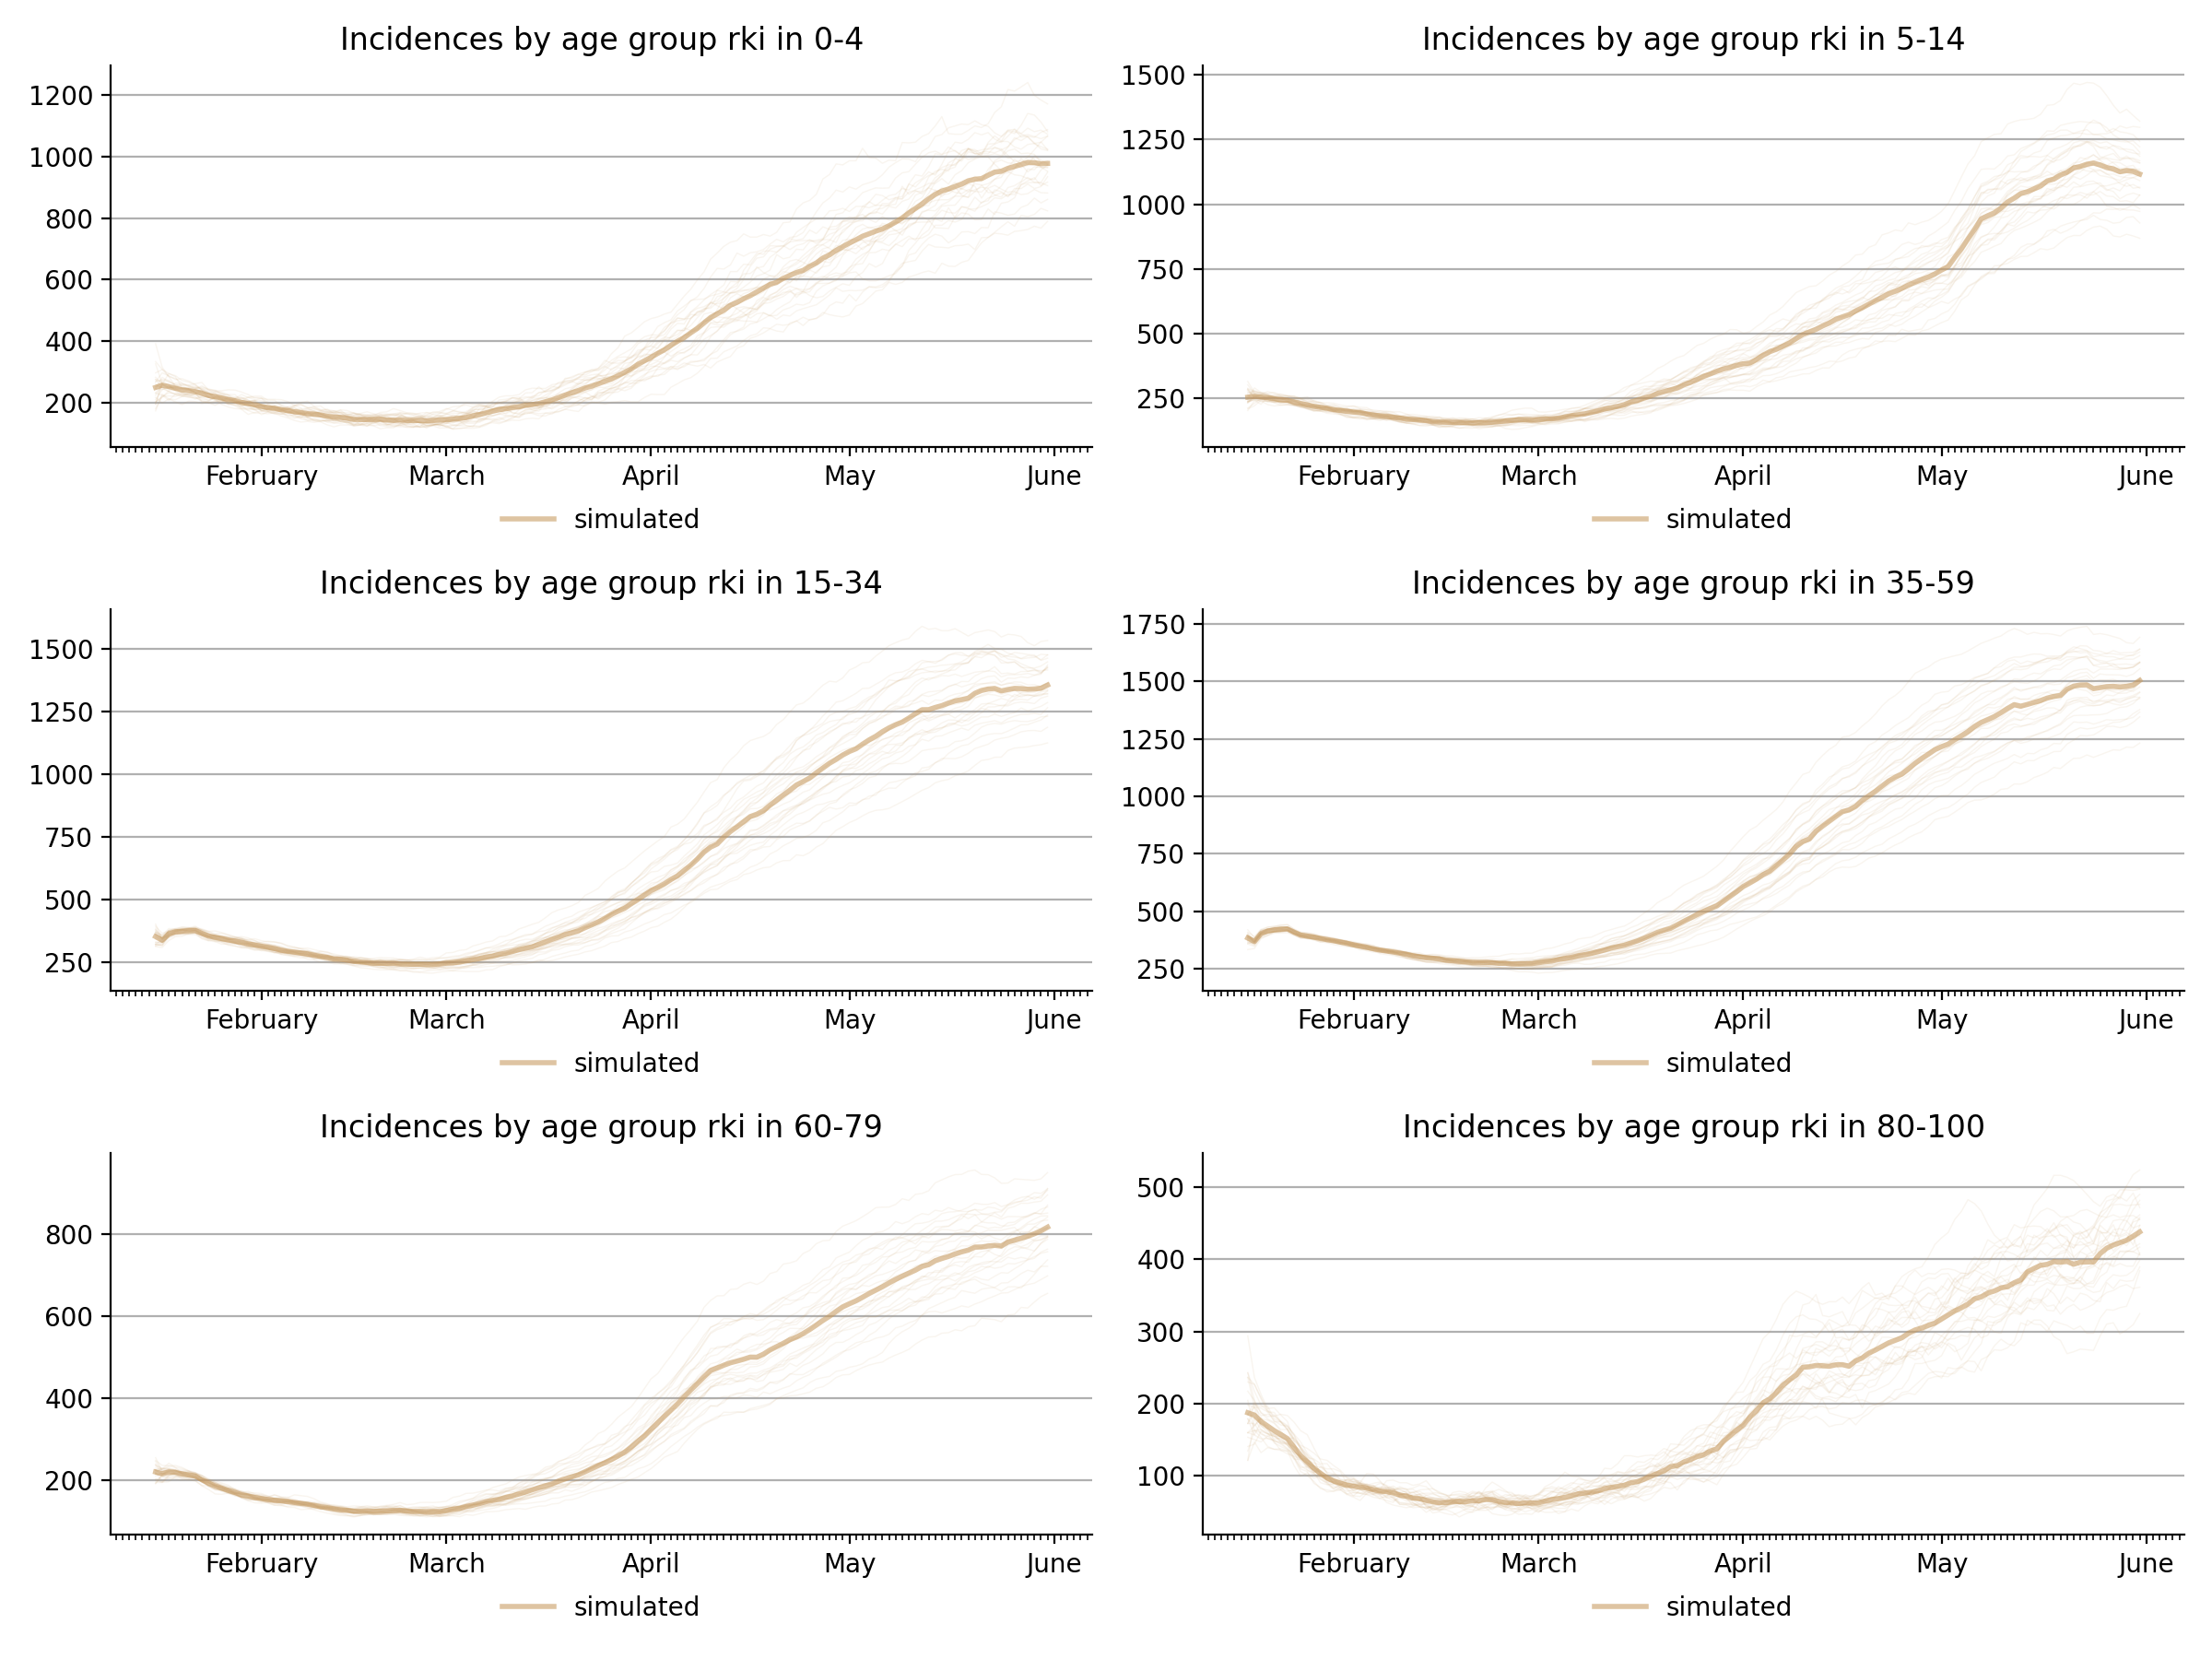 Incidences by age group rki in 0-4
1200
1000
800
600
400
200
February March April May June
simulated
Incidences by age group rki in 5-14
1500
1250
1000
750
500
250
February March April May June
simulated
Incidences by age group rki in 15-34
1500
1250
1000
750
500
250
February March April May June
simulated
Incidences by age group rki in 35-59
1750
1500
1250
1000
750
500
250
February March April May June
simulated
Incidences by age group rki in 60-79
800
600
400
200
February March April May June
simulated
Incidences by age group rki in 80-100
500
400
300
200
100
February March April May June
simulated